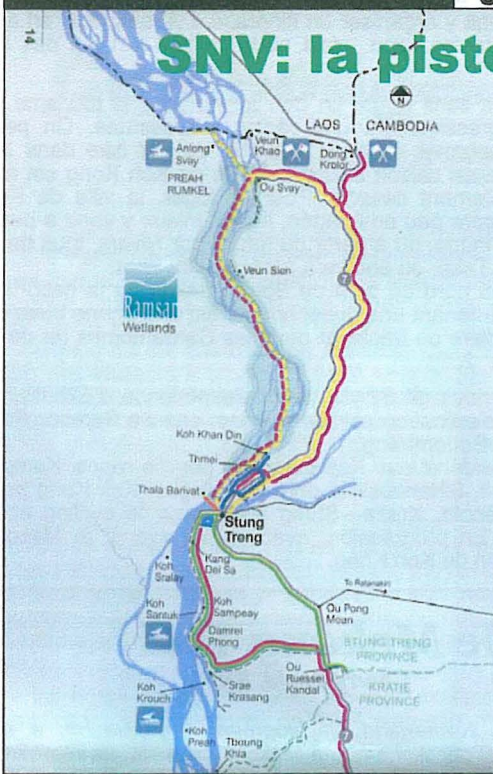 14
SNV: la piste
N
LAOS CAMBODIA
Anlong
Svay
PREAH
RUMKEL
Veun
Khao
Dong
Krolor
Ou Svay
Veun Sien
7
Ramsar
Wetlands
Koh Khan Din
Thmei
Thala Barivat
Stung
Treng
Koh
Sralay
Kang
Dei Sa
To Ratanakiri
Koh
Santuk
Koh
Sampeay
Ou Pong
Moan
Damrei
Phong
STUNG TRENG
PROVINCE
Ou
Ruessei
Kandal
KRATIE
PROVINCE
Koh
Krouch
Srae
Krasang
7
Koh
Preah
Tboung
Khla